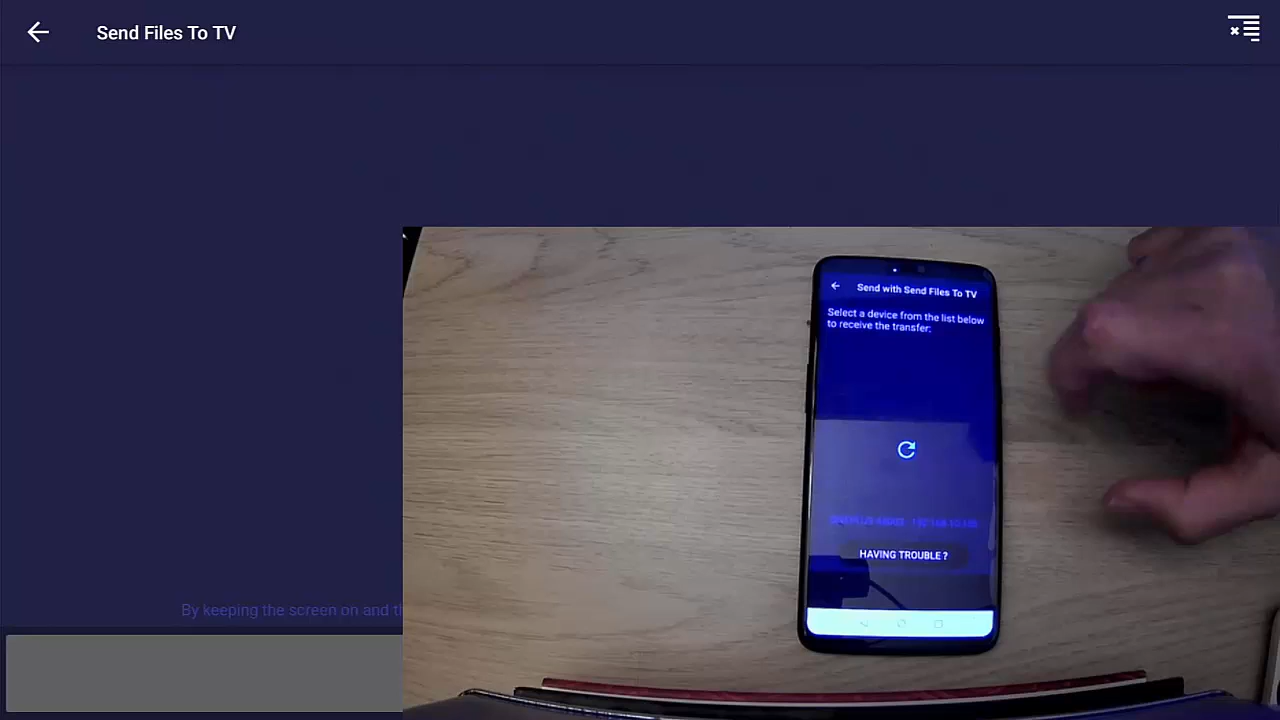 Send Files To TV
Send with Send Files To TV
Select a device from the list below
to receive the transfer:
HAVING TROUBLE ?
By keeping the screen on and